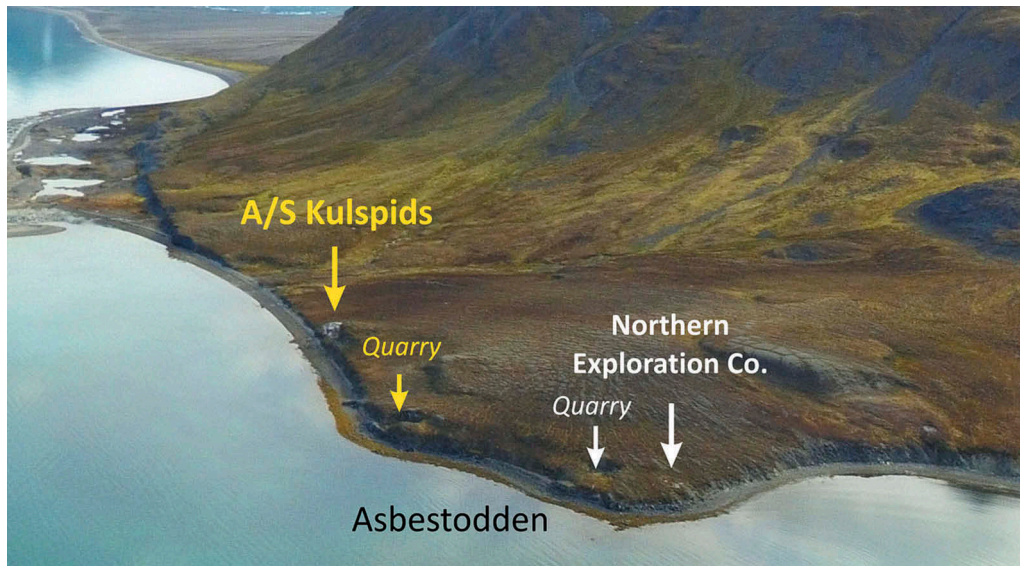 A/S Kulspids
Quarry
Northern
Exploration Co.
Quarry
Asbestodden